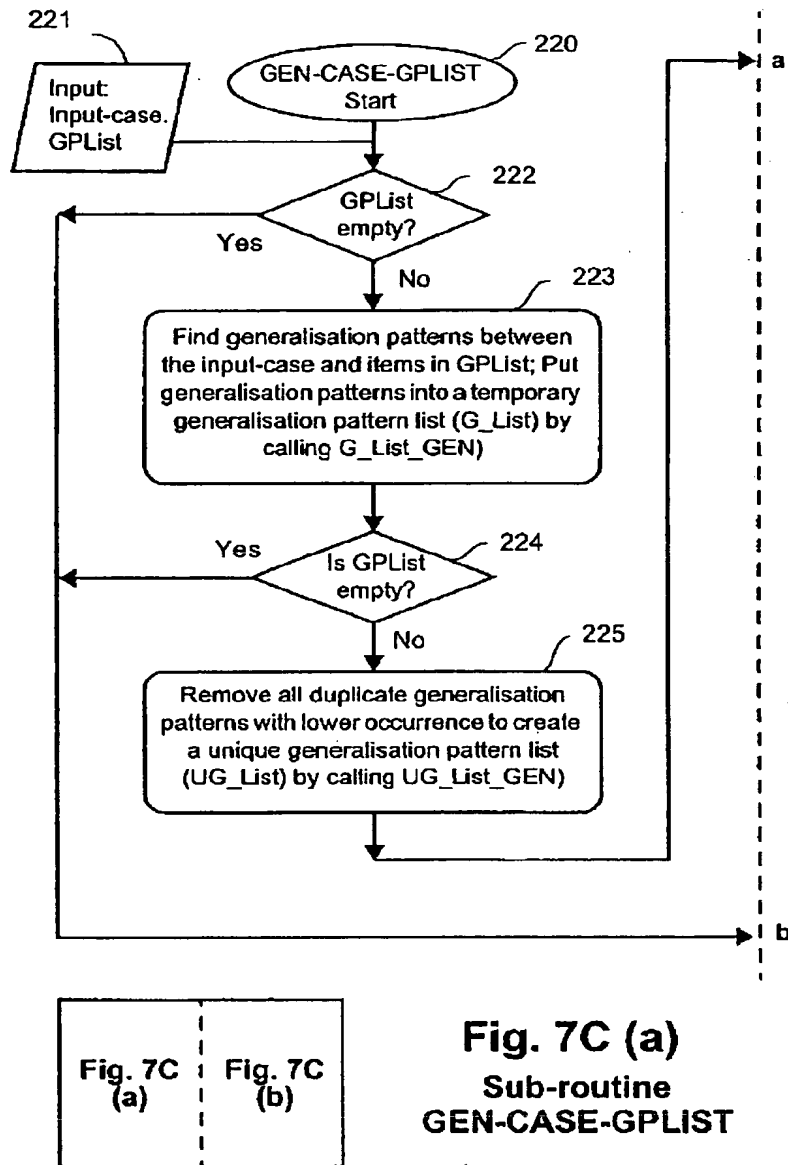 221
220
GEN-CASE-GPLIST
Start
a
Input:
Input-case.
GPList
222
GPList
empty?
Yes
No
223
Find generalisation patterns between
the input-case and items in GPList; Put
generalisation patterns into a temporary
generalisation pattern list (G_List) by
calling G_List_GEN)
Yes
224
Is GPList
empty?
No
225
Remove all duplicate generalisation
patterns with lower occurrence to create
a unique generalisation pattern list
(UG_List) by calling UG_List_GEN)
b
Fig. 7C
(a)
Fig. 7C
(b)
Fig. 7C (a)
Sub-routine
GEN-CASE-GPLIST